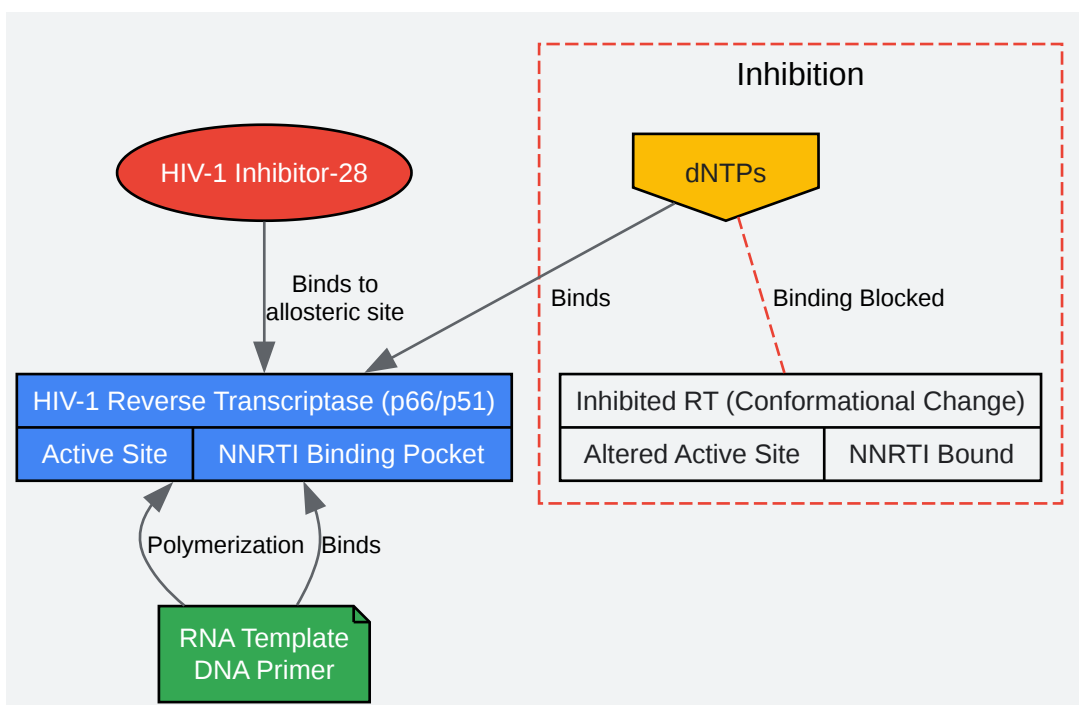 Inhibition
HIV-1 Inhibitor-28
dNTPs
Binds to
allosteric site
Binds
Binding Blocked
HIV-1 Reverse Transcriptase (p66/p51)
Active Site
NNRTI Binding Pocket
Inhibited RT (Conformational Change)
Altered Active Site
NNRTI Bound
Polymerization
Binds
RNA Template
DNA Primer